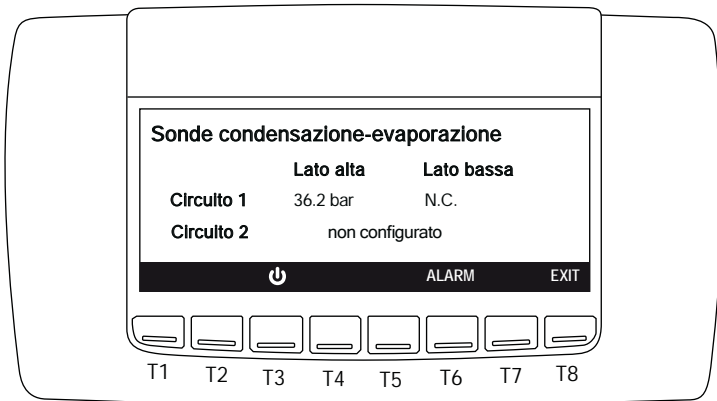 Sonde condensazione-evaporazione
Lato alta Lato bassa
Circuito 1 36.2 bar N.C.
Circuito 2 non configurato
ALARM EXIT
T1 T2 T3 T4 T5 T6 T7 T8